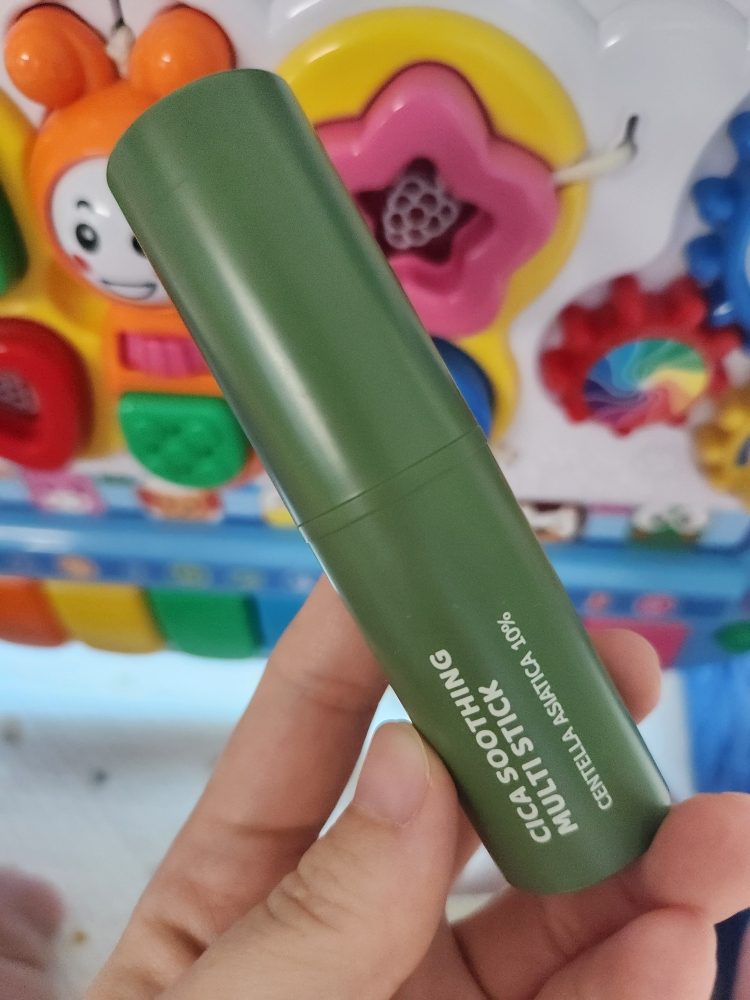 CICA SOOTHING
MULTI STICK
CENTELLA ASIATICA 10%